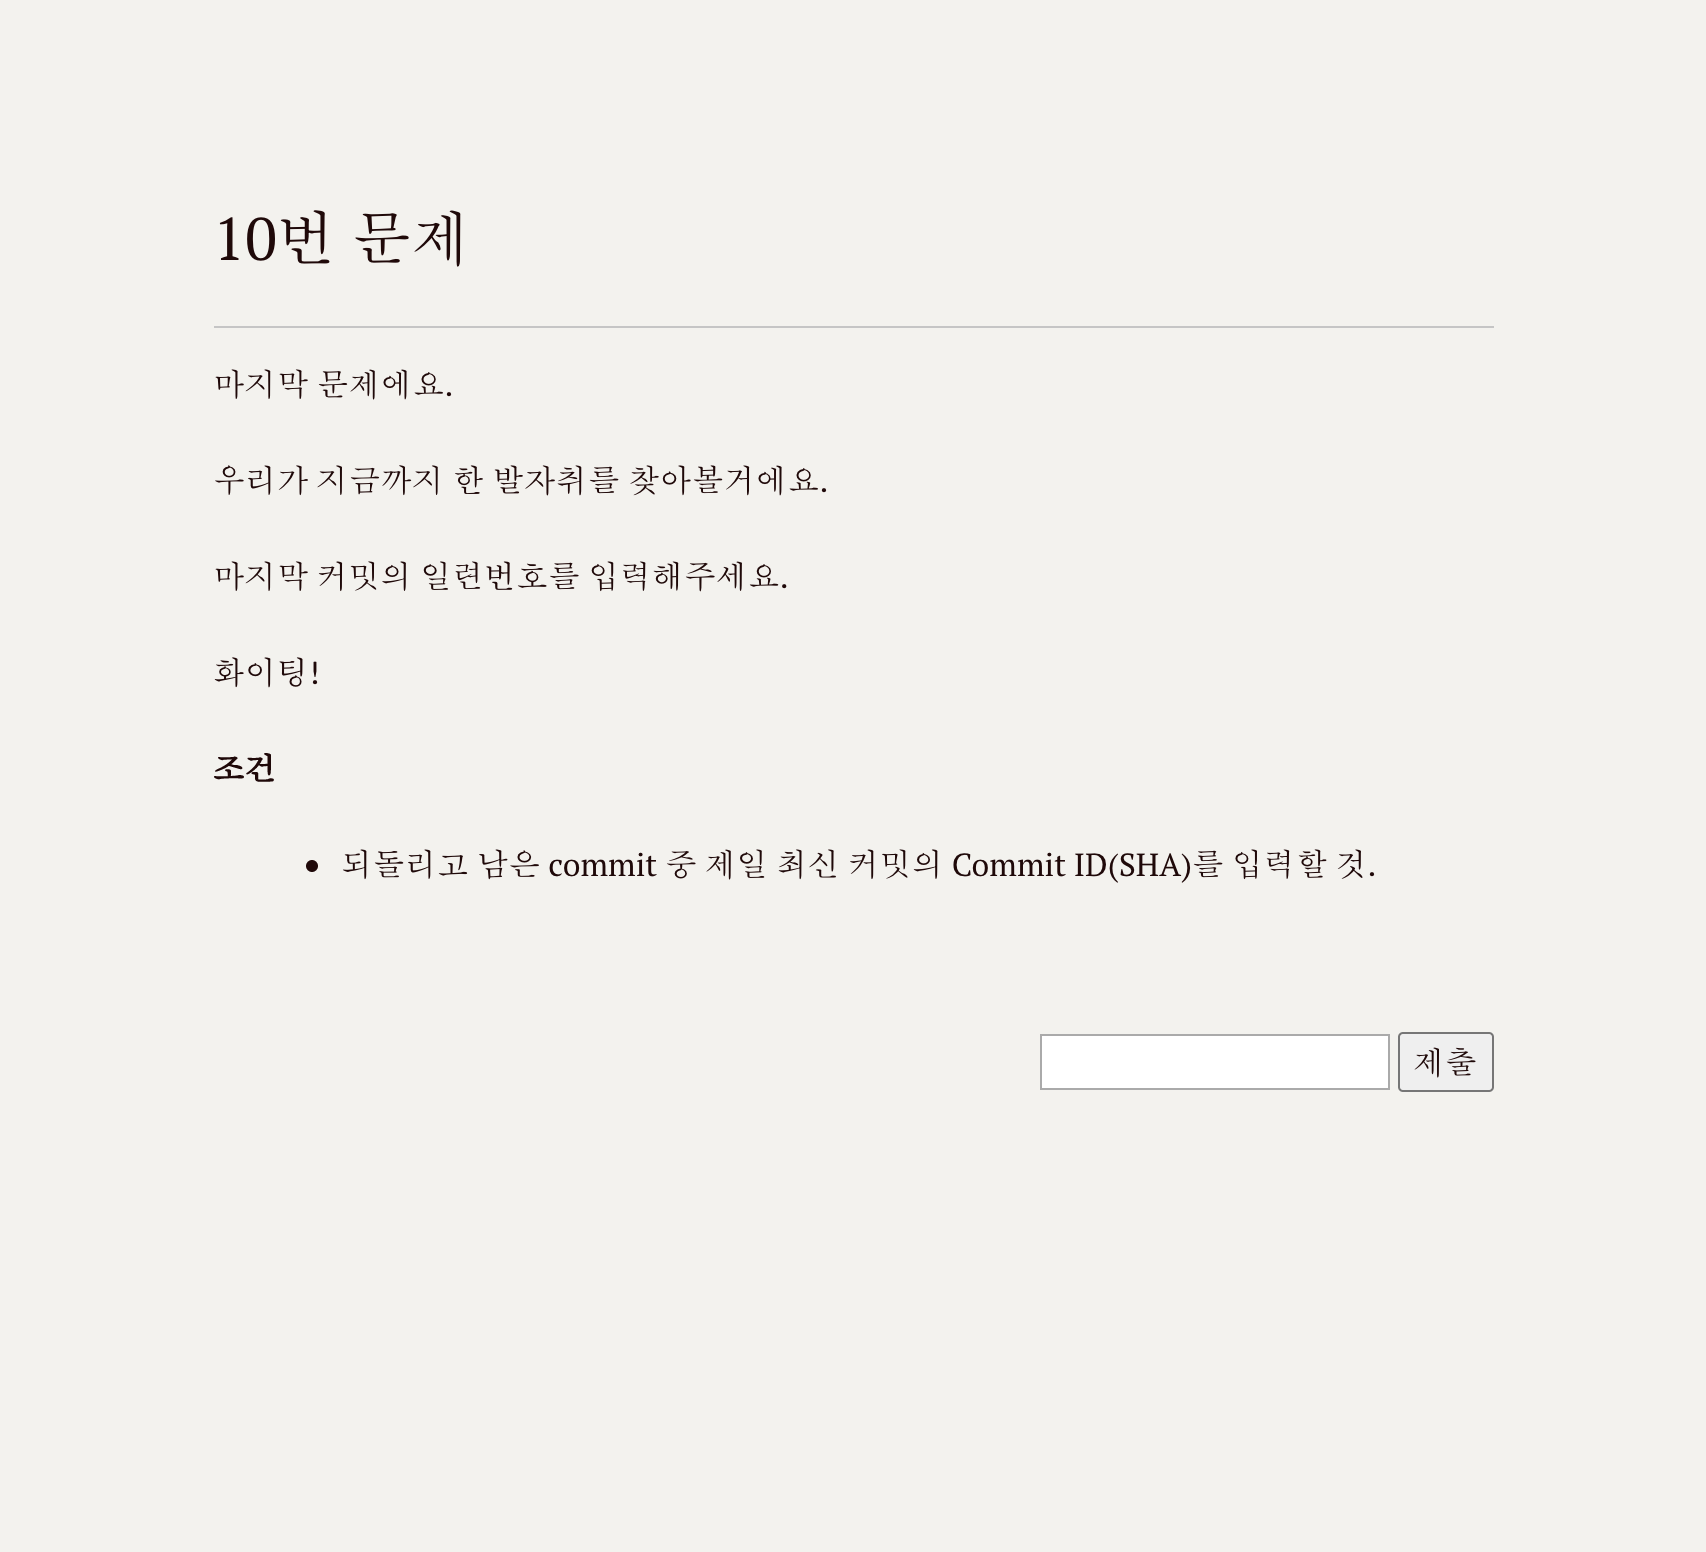 10번 문제
마지막 문제에요.
우리가 지금까지 한 발자취를 찾아볼거에요.
마지막 커밋의 일련번호를 입력해주세요.
화이팅!
조건
• 되돌리고 남은 commit 중 제일 최신 커밋의 Commit ID(SHA)를 입력할 것.
제출